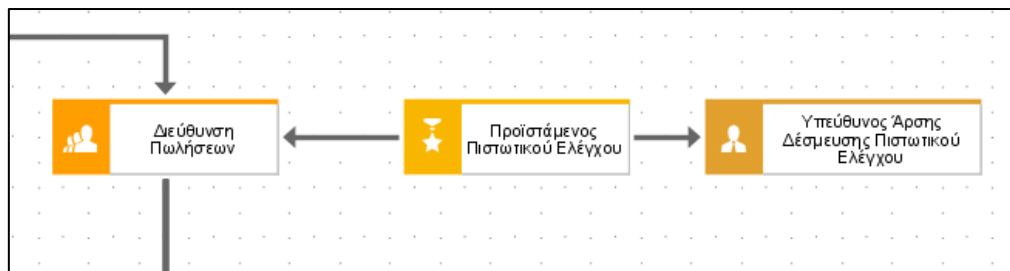 Διεύθυνση
Πωλήσεων
Προϊστάμενος
Πιστωτικού Ελέγχου
Υπεύθυνος Άρσης
Δέσμευσης Πιστωτικού
Ελέγχου